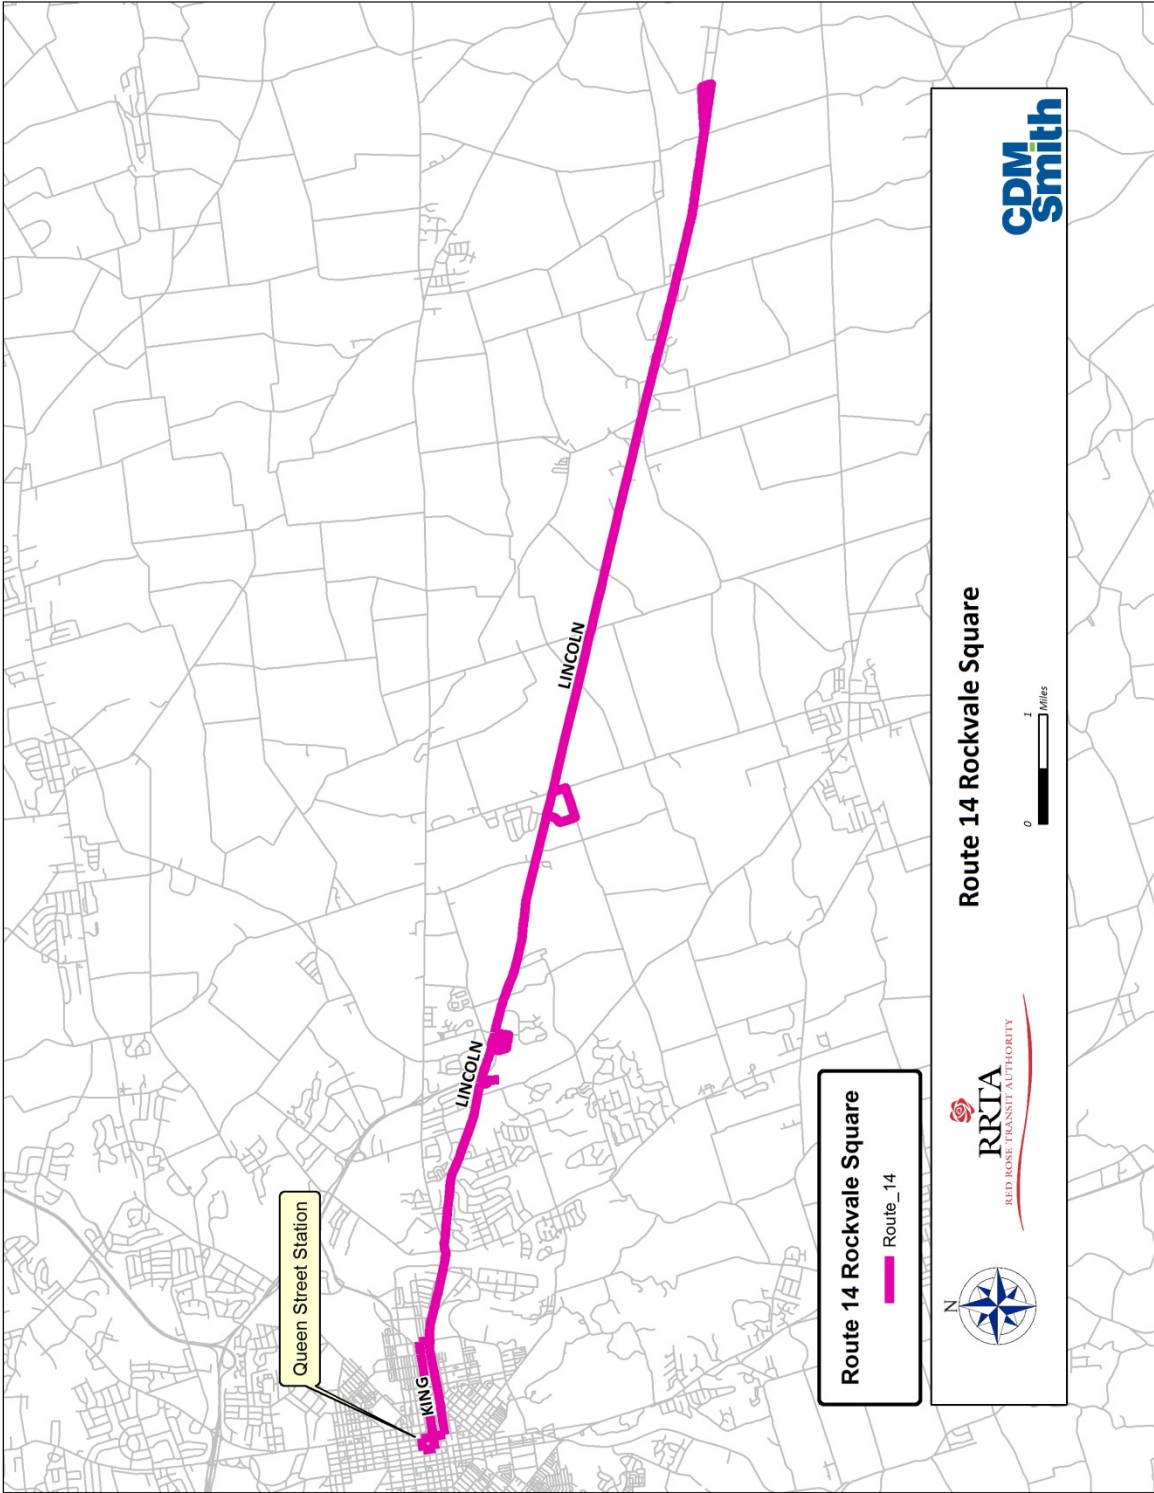 Queen Street Station
KING
LINCOLN
LINCOLN
Route 14 Rockvale Square
Route_14
N
RRTA
RED ROSE TRANSIT AUTHORITY
Route 14 Rockvale Square
0 1
Miles
CDM
Smith